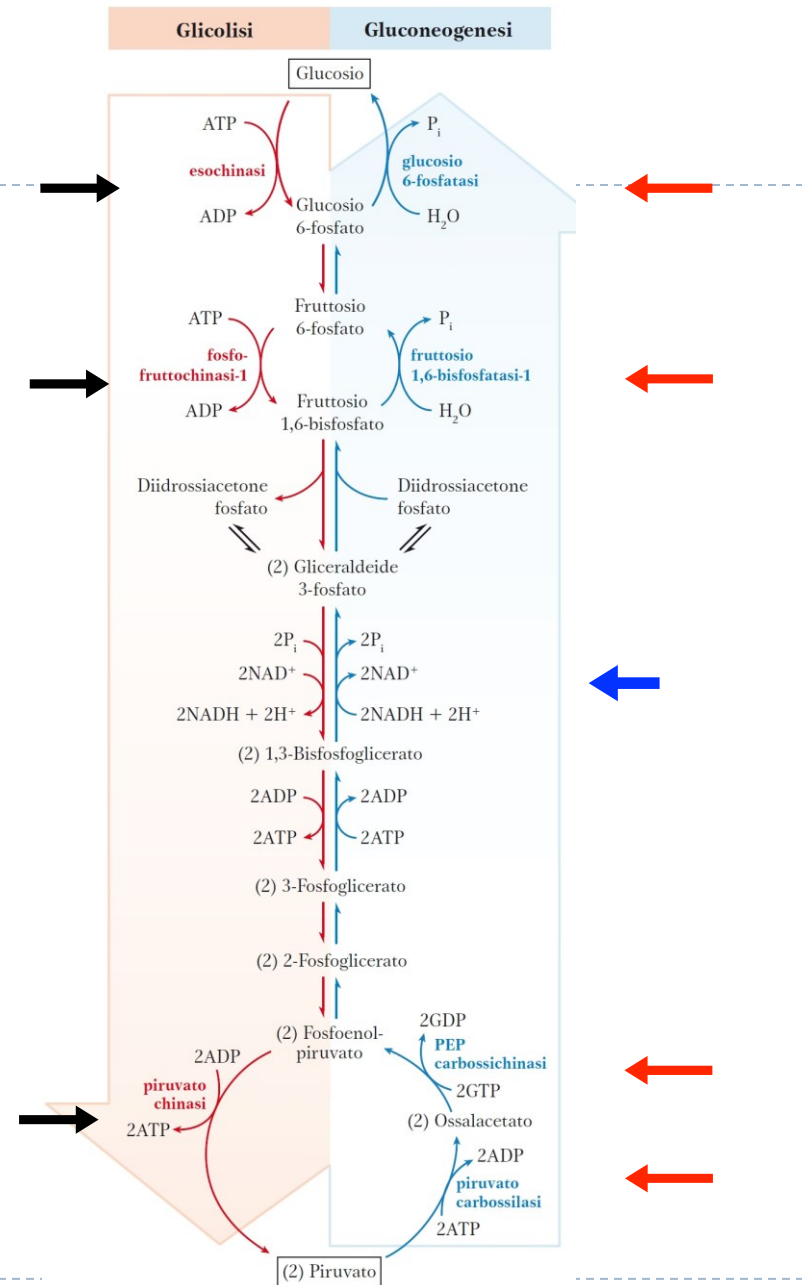 Glicolisi
Gluconeogenesi
Glucosio
ATP
esochinasi
ADP
Pi
glucosio
6-fosfatasi
H2O
Glucosio
6-fosfato
Fruttosio
6-fosfato
ATP
fosfo-
fruttochinasi-1
ADP
Pi
fruttosio
1,6-bisfosfatasi-1
H2O
Fruttosio
1,6-bisfosfato
Diidrossiacetone
fosfato
Diidrossiacetone
fosfato
(2) Gliceraldeide
3-fosfato
2Pi
2NAD+
2NADH + 2H+
2Pi
2NAD+
2NADH + 2H+
(2) 1,3-Bisfosfoglicerato
2ADP
2ATP
2ADP
2ATP
(2) 3-Fosfoglicerato
(2) 2-Fosfoglicerato
(2) Fosfoenol-
piruvato
2ADP
piruvato
chinasi
2ATP
2GDP
PEP
carbossichinasi
2GTP
(2) Ossalacetato
2ADP
piruvato
carbossilasi
2ATP
(2) Piruvato